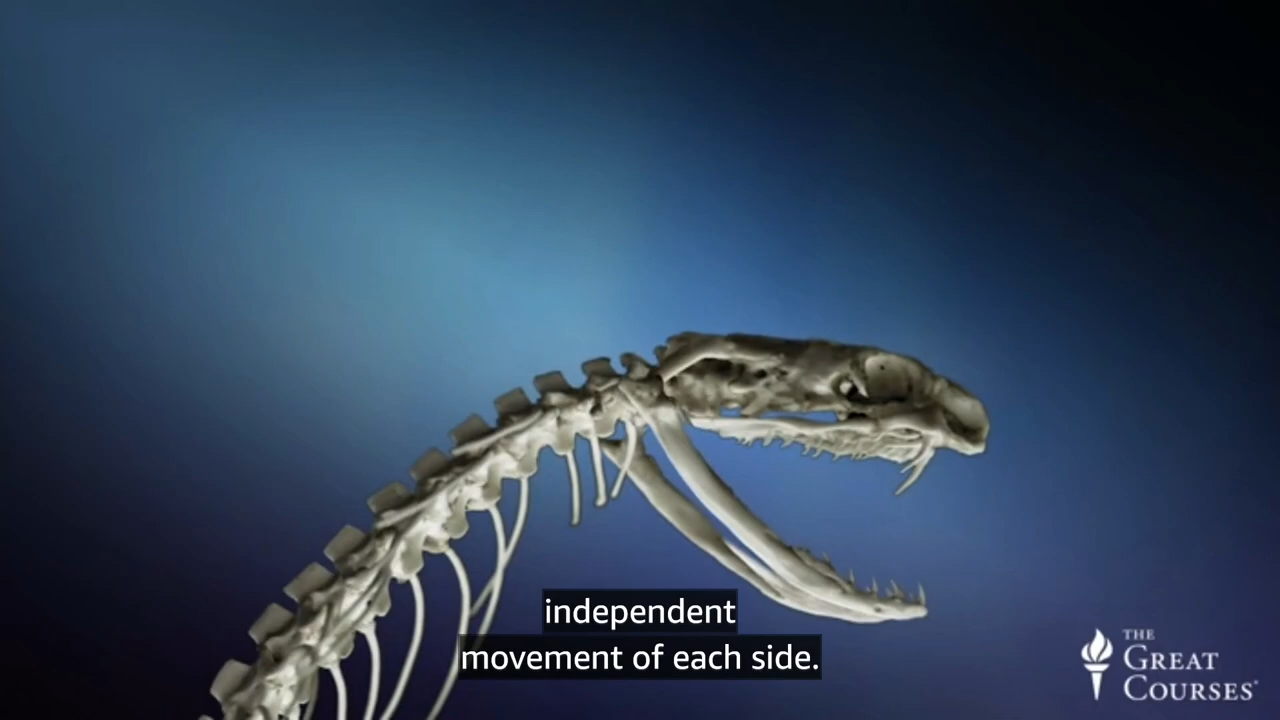 independent
movement of each side.
THE
GREAT
COURSES®